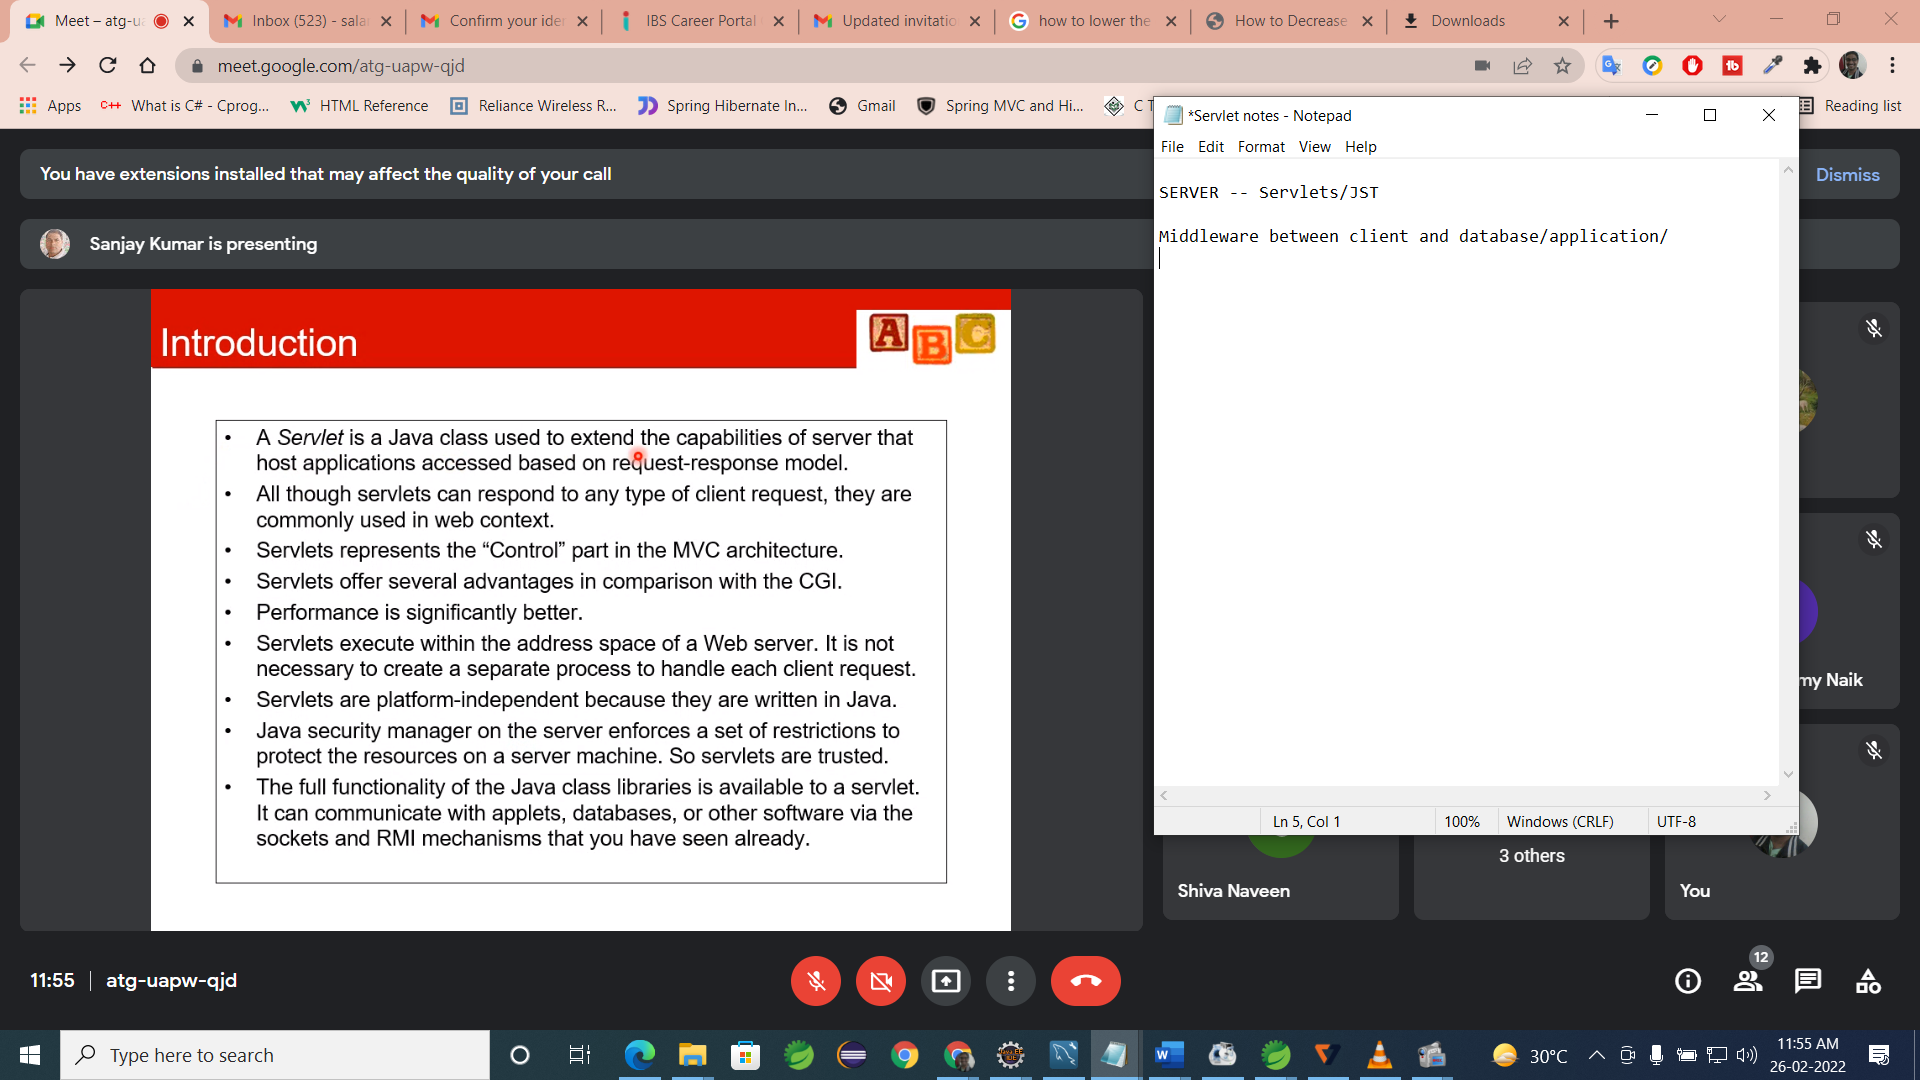 Meet – atg-u
Inbox (523) - sala
Confirm your ider
IBS Career Portal
Updated invitatio
how to lower the
How to Decrease
Downloads
meet.google.com/atg-uapw-qjd
Apps
C++ What is C# - Cprog...
W3 HTML Reference
Reliance Wireless R...
Spring Hibernate In...
Gmail
Spring MVC and Hi...
C T
Reading list
You have extensions installed that may affect the quality of your call
Dismiss
Sanjay Kumar is presenting
Introduction
A B C
• A Servlet is a Java class used to extend the capabilities of server that
host applications accessed based on request-response model.
• All though servlets can respond to any type of client request, they are
commonly used in web context.
• Servlets represents the “Control” part in the MVC architecture.
• Servlets offer several advantages in comparison with the CGI.
• Performance is significantly better.
• Servlets execute within the address space of a Web server. It is not
necessary to create a separate process to handle each client request.
• Servlets are platform-independent because they are written in Java.
• Java security manager on the server enforces a set of restrictions to
protect the resources on a server machine. So servlets are trusted.
• The full functionality of the Java class libraries is available to a servlet.
It can communicate with applets, databases, or other software via the
sockets and RMI mechanisms that you have seen already.
*Servlet notes - Notepad
File Edit Format View Help
SERVER -- Servlets/JST
Middleware between client and database/application/
Ln 5, Col 1
100%
Windows (CRLF)
UTF-8
my Naik
Shiva Naveen
3 others
You
11:55 | atg-uapw-qjd
12
Type here to search
30°C
11:55 AM
26-02-2022